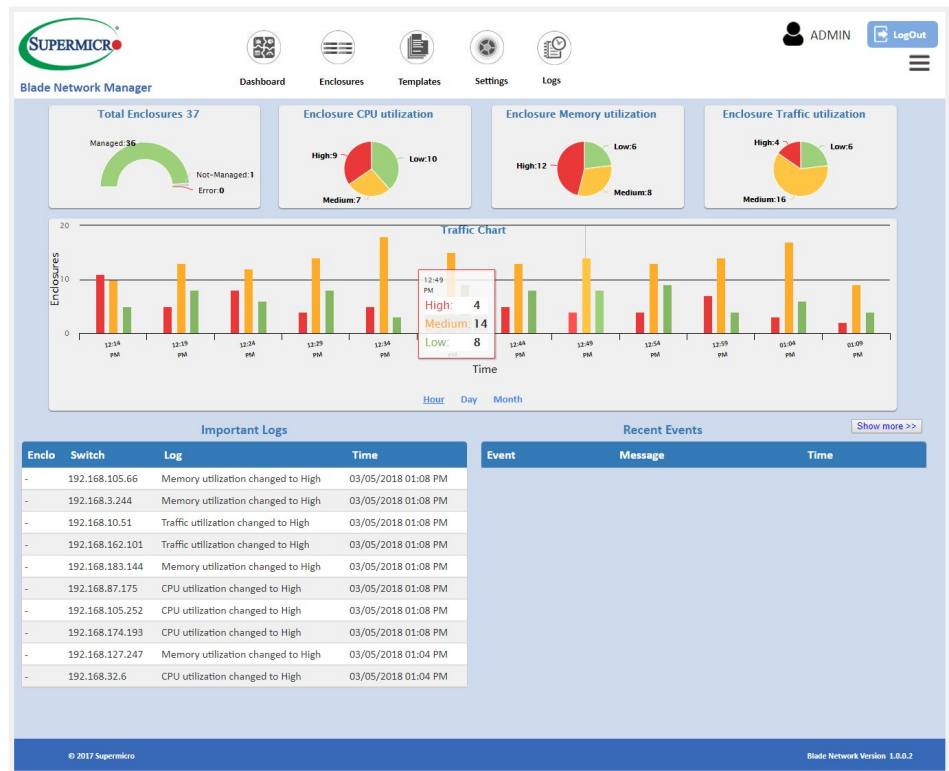 SUPERMICRO
Blade Network Manager
Dashboard
Enclosures
Templates
Settings
Logs
ADMIN
LogOut
Total Enclosures 37
Managed:36
Not-Managed:1
Error:0
Enclosure CPU utilization
High:9
Low:10
Medium:7
Enclosure Memory utilization
High:12
Low:6
Medium:8
Enclosure Traffic utilization
High:4
Low:6
Medium:16
Traffic Chart
Enclosures
20
10
0
12:49
PM
High: 4
Medium: 14
Low: 8
12:14 PM
12:19 PM
12:24 PM
12:29 PM
12:34 PM
PM
12:44 PM
12:49 PM
12:54 PM
12:59 PM
01:04 PM
01:09 PM
Time
Hour Day Month
Important Logs
Enclo Switch Log Time
- 192.168.105.66 Memory utilization changed to High 03/05/2018 01:08 PM
- 192.168.3.244 Memory utilization changed to High 03/05/2018 01:08 PM
- 192.168.10.51 Traffic utilization changed to High 03/05/2018 01:08 PM
- 192.168.162.101 Traffic utilization changed to High 03/05/2018 01:08 PM
- 192.168.183.144 Memory utilization changed to High 03/05/2018 01:08 PM
- 192.168.87.175 CPU utilization changed to High 03/05/2018 01:08 PM
- 192.168.105.252 CPU utilization changed to High 03/05/2018 01:08 PM
- 192.168.174.193 CPU utilization changed to High 03/05/2018 01:08 PM
- 192.168.127.247 Memory utilization changed to High 03/05/2018 01:04 PM
- 192.168.32.6 CPU utilization changed to High 03/05/2018 01:04 PM
Recent Events
Show more >>
Event Message Time
© 2017 Supermicro
Blade Network Version 1.0.0.2